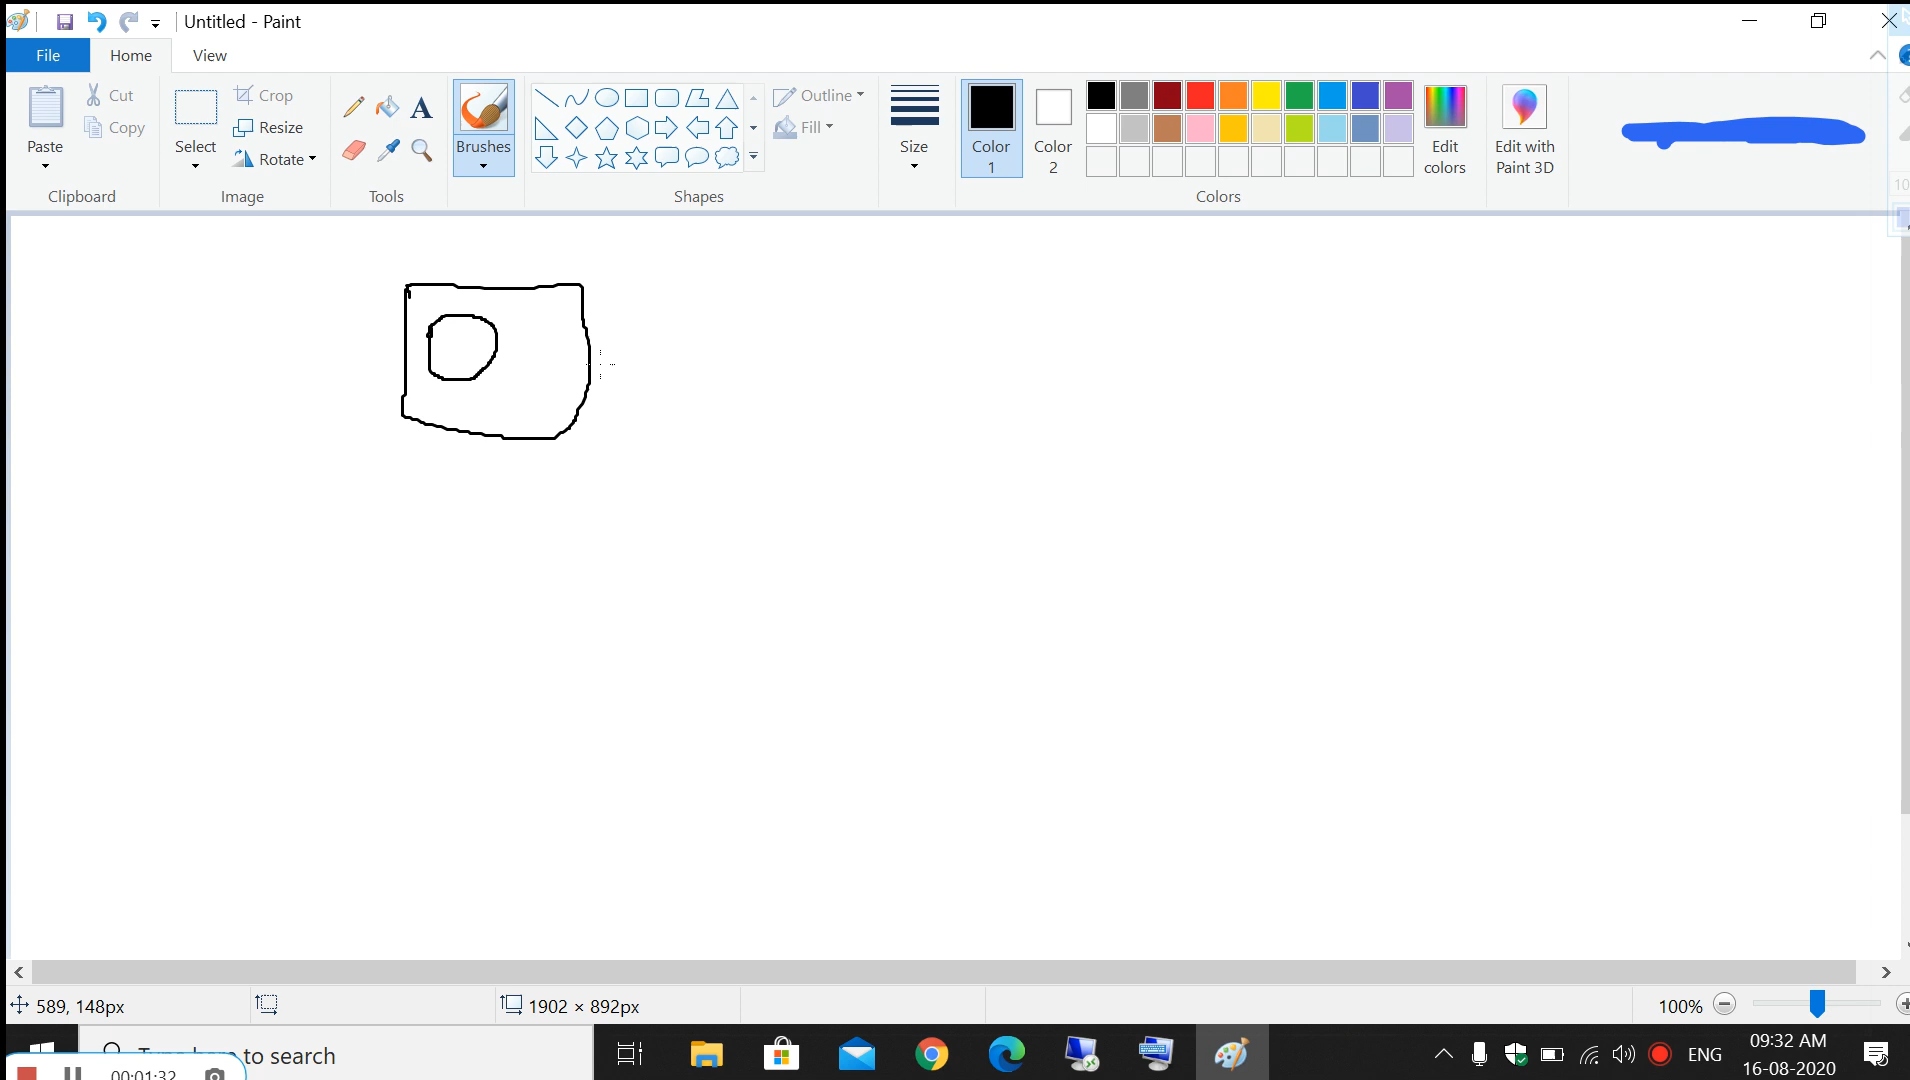 Untitled - Paint
File Home View
Paste
Cut
Copy
Clipboard
Select
Crop
Resize
Rotate
Image
Tools
Brushes
Outline
Fill
Shapes
Size
Color
1
Color
2
Edit
colors
Colors
Edit with
Paint 3D
10
589, 148px
1902 × 892px
100%
to search
00:01:32
ENG
09:32 AM
16-08-2020